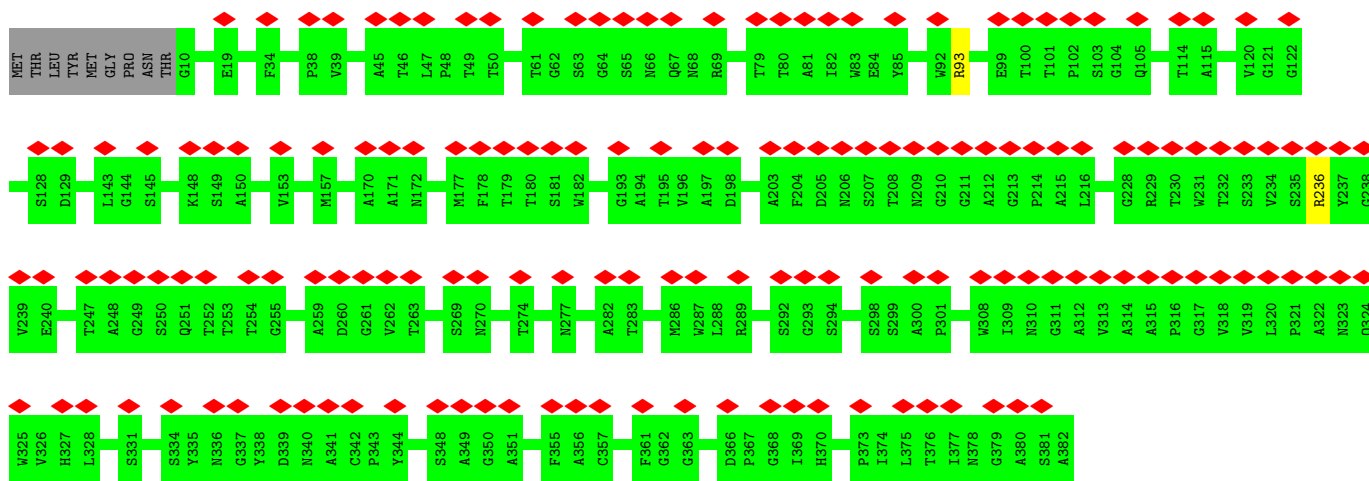 MET THR LEU TYR MET GLY PRO ASN THR G10 E19 F34 P38 V39 A45 T46 L47 P48 T49 T50 T61 G62 S63 G64 S65 N66 Q67 N68 R69 T79 T80 A81 I82 W83 E84 Y85 W92 R93 E99 T100 T101 P102 S103 G104 Q105 T114 A115 V120 G121 G122
S128 D129 L143 G144 S145 K148 S149 A150 V153 M157 A170 A171 N172 M177 F178 T179 T180 S181 W182 G193 A194 T195 V196 A197 D198 A203 F204 D205 N206 S207 T208 N209 G210 G211 A212 G213 P214 A215 L216 G228 R229 T230 W231 T232 S233 V234 S235 R236 Y237 G238
V239 E240 T247 A248 G249 S250 Q251 T252 T253 T254 G255 A259 D260 G261 V262 T263 S269 N270 T274 N277 A282 T283 M286 W287 L288 R289 S292 G293 S294 S298 S299 A300 P301 W308 I309 N310 G311 A312 V313 A314 A315 P316 G317 V318 V319 L320 P321 A322 N323
W325 V326 H327 L328 S331 S334 Y335 N336 G337 Y338 D339 N340 A341 C342 P343 Y344 S348 A349 G350 A351 F355 A356 C357 F361 G362 G363 D366 P367 G368 I369 H370 P373 I374 L375 T376 I377 N378 G379 A380 S381 A382